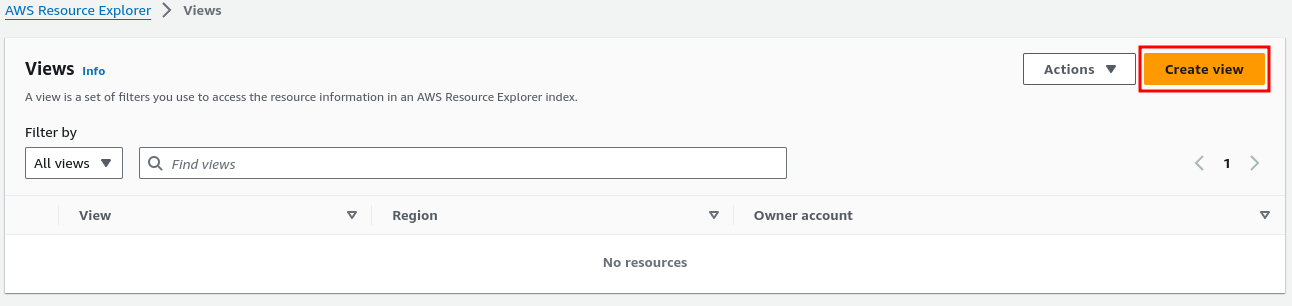 AWS Resource Explorer > Views
Views Info
Actions Create view
A view is a set of filters you use to access the resource information in an AWS Resource Explorer index.
Filter by
All views Find views 1
View Region Owner account
No resources